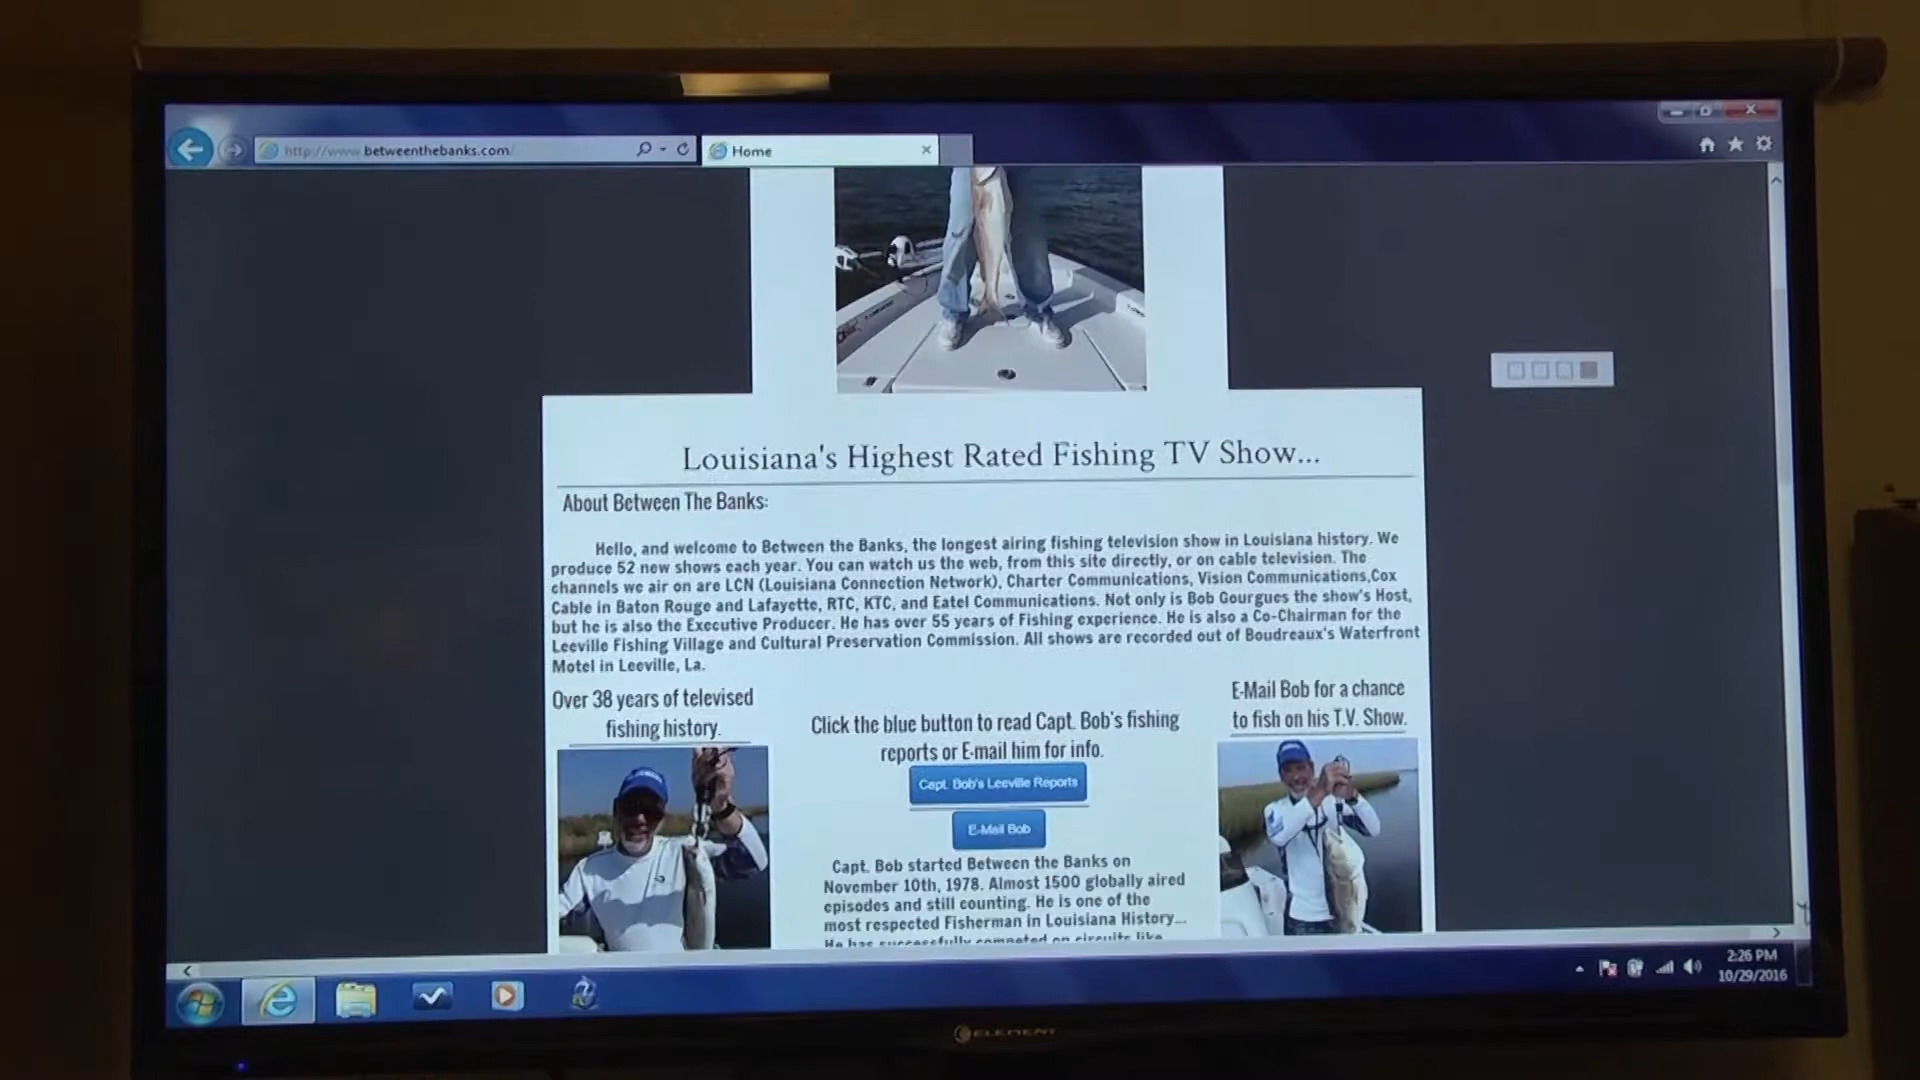 http://www.betweenthebanks.com/
Home
Louisiana's Highest Rated Fishing TV Show...
About Between The Banks:
Hello, and welcome to Between the Banks, the longest airing fishing television show in Louisiana history. We
produce 52 new shows each year. You can watch us the web, from this site directly, or on cable television. The
channels we air on are LCN (Louisiana Connection Network), Charter Communications, Vision Communications,Cox
Cable in Baton Rouge and Lafayette, RTC, KTC, and Eatel Communications. Not only is Bob Gourgues the show's Host,
but he is also the Executive Producer. He has over 55 years of Fishing experience. He is also a Co-Chairman for the
Leeville Fishing Village and Cultural Preservation Commission. All shows are recorded out of Boudreaux's Waterfront
Motel in Leeville, La.
Over 38 years of televised
fishing history.
Click the blue button to read Capt. Bob's fishing
reports or E-mail him for info.
Capt. Bob's Leeville Reports
E-Mail Bob
Capt. Bob started Between the Banks on
November 10th, 1978. Almost 1500 globally aired
episodes and still counting. He is one of the
most respected Fisherman in Louisiana History...
He has successfully competed on circuits like
E-Mail Bob for a chance
to fish on his T.V. Show.
2:26 PM
10/29/2016
ELEMENT